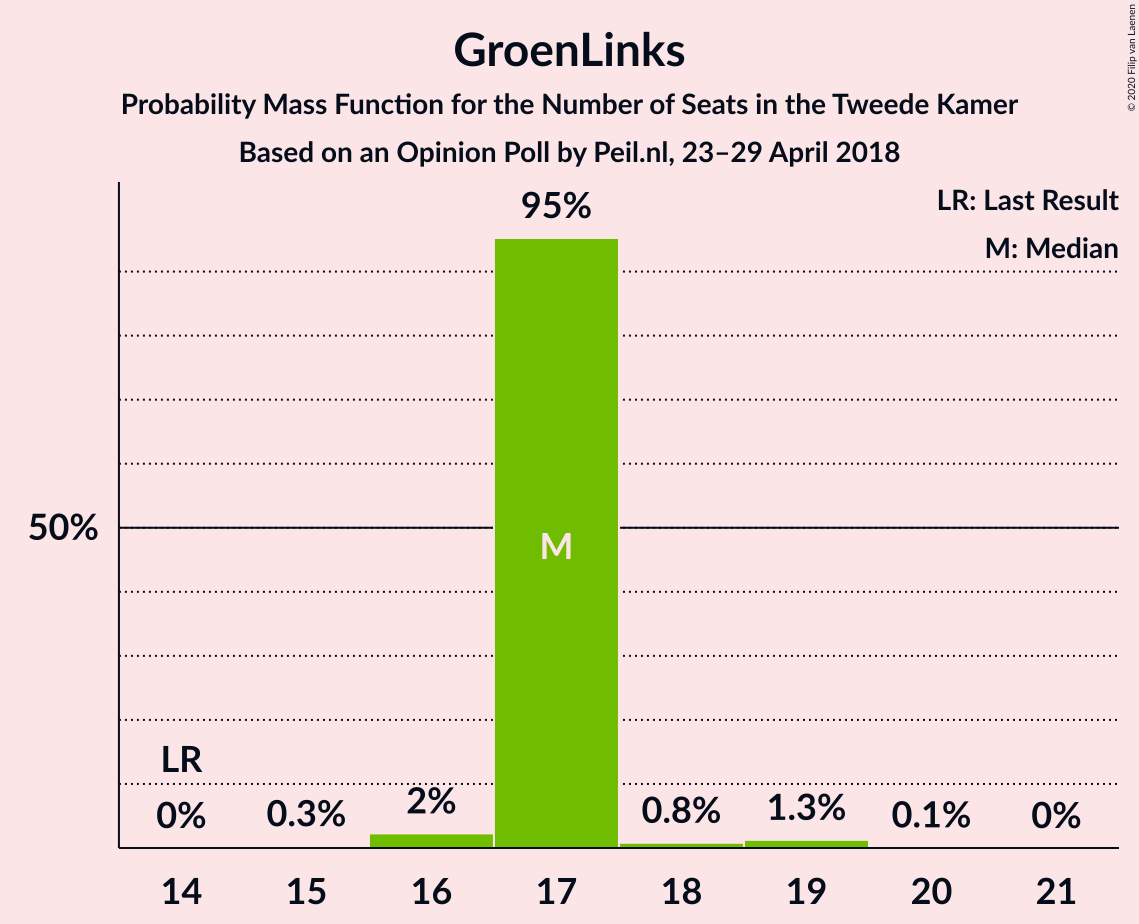 GroenLinks
Probability Mass Function for the Number of Seats in the Tweede Kamer
Based on an Opinion Poll by Peil.nl, 23–29 April 2018
© 2020 Filip van Laenen
LR: Last Result
M: Median
95%
50%
M
LR
0%
0.3%
2%
0.8%
1.3%
0.1%
0%
14 15 16 17 18 19 20 21